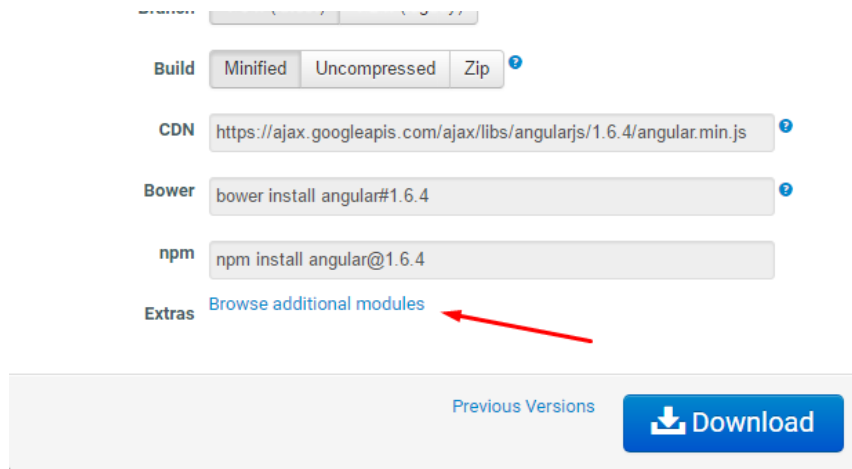 Build Minified Uncompressed Zip ?
CDN https://ajax.googleapis.com/ajax/libs/angularjs/1.6.4/angular.min.js ?
Bower bower install angular#1.6.4 ?
npm npm install angular@1.6.4
Extras Browse additional modules
Previous Versions Download